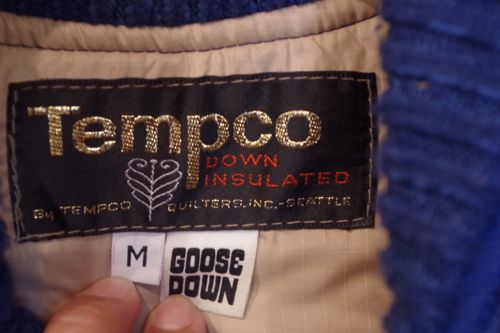 Tempco
DOWN
INSULATED
By TEMPCO QUILTERS, INC.-SEATTLE
M
GOOSE
DOWN